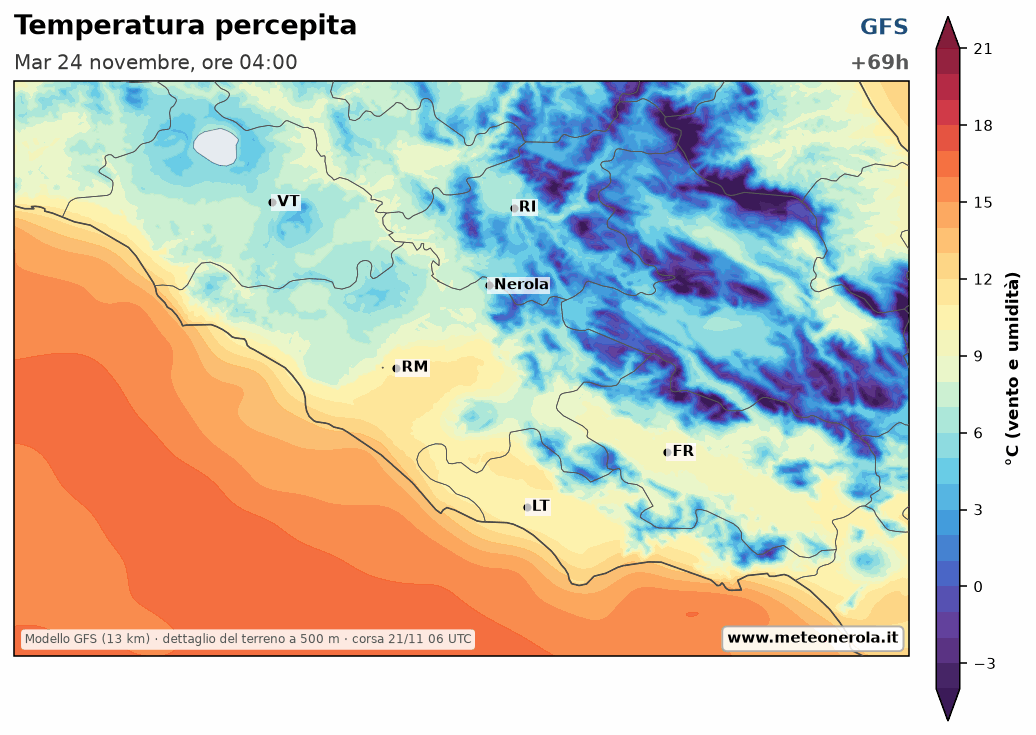 Temperatura percepita
GFS
Mar 24 novembre, ore 04:00
+69h
21
18
15
12
9
6
3
0
−3
°C (vento e umidità)
VT
RI
Nerola
RM
FR
LT
Modello GFS (13 km) · dettaglio del terreno a 500 m · corsa 21/11 06 UTC
www.meteonerola.it